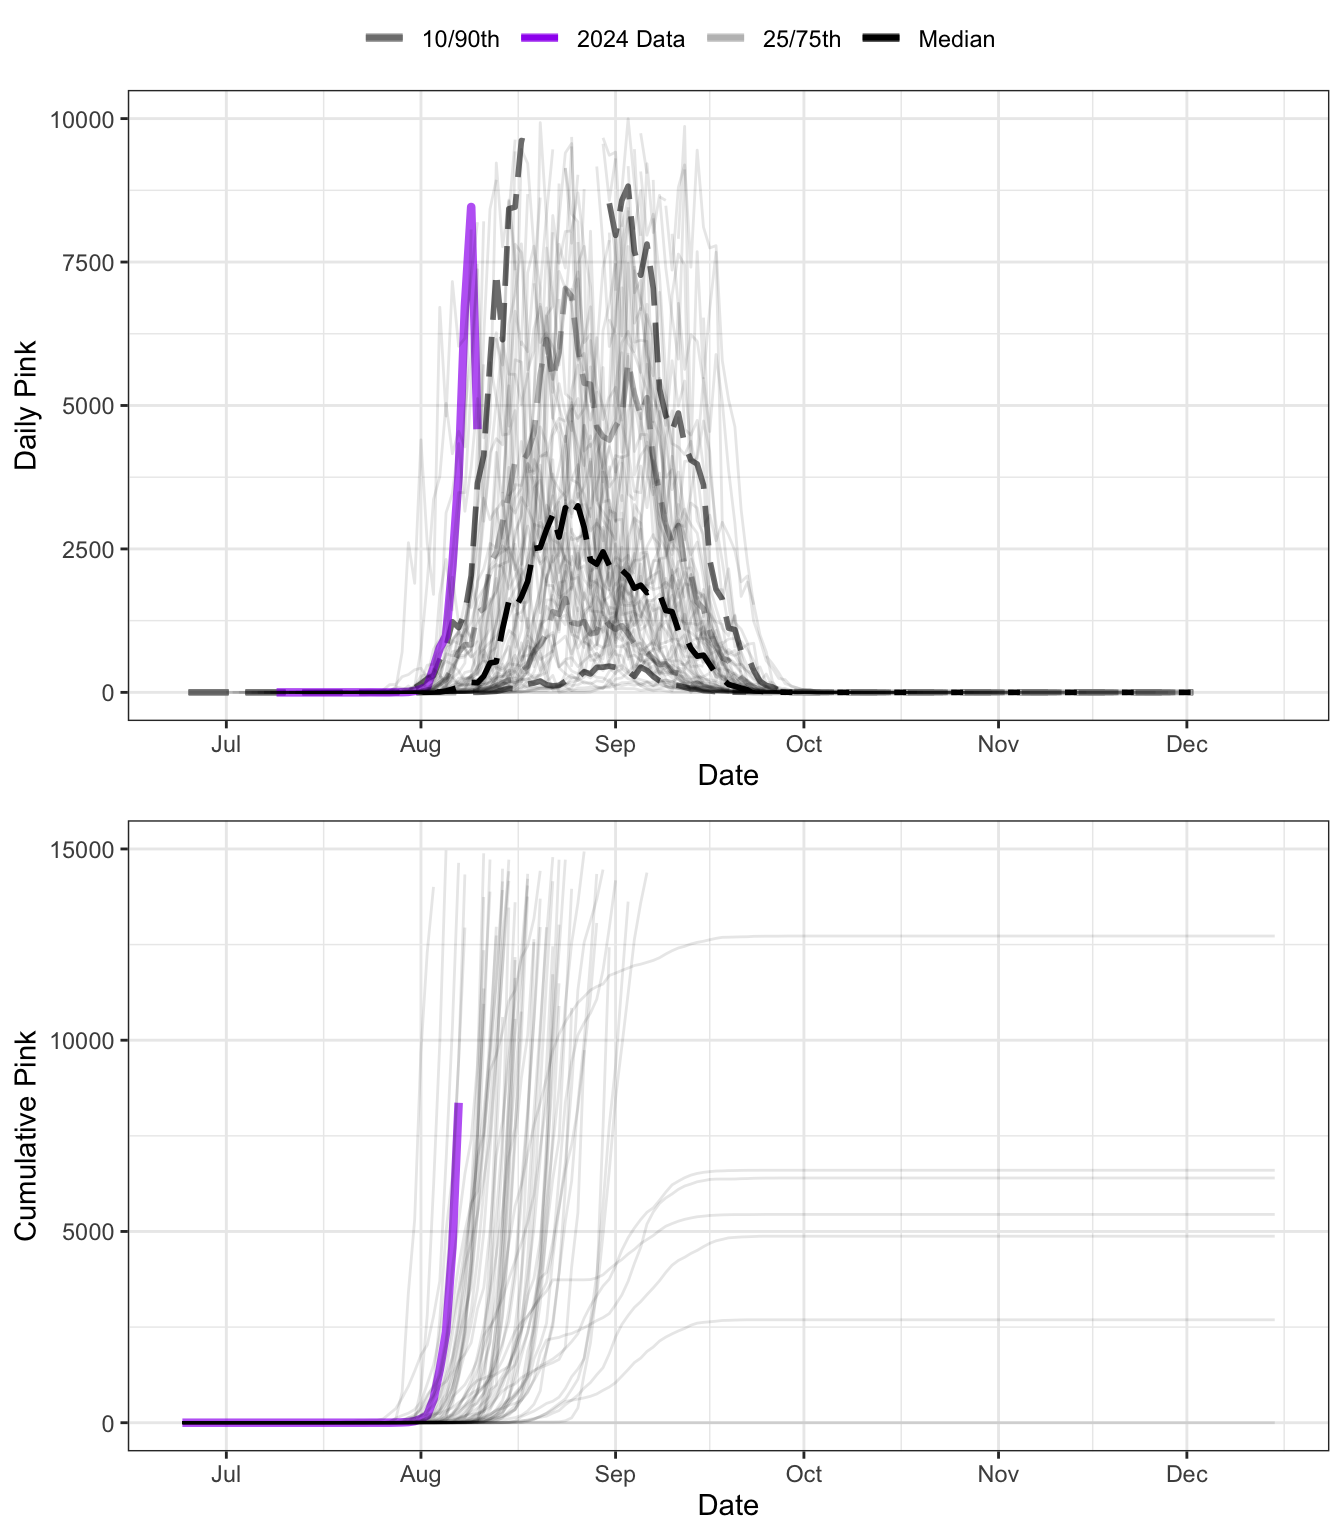 10/90th 2024 Data 25/75th Median
10000
7500
5000
2500
0
Daily Pink
Jul Aug Sep Oct Nov Dec
Date
15000
10000
5000
0
Cumulative Pink
Jul Aug Sep Oct Nov Dec
Date